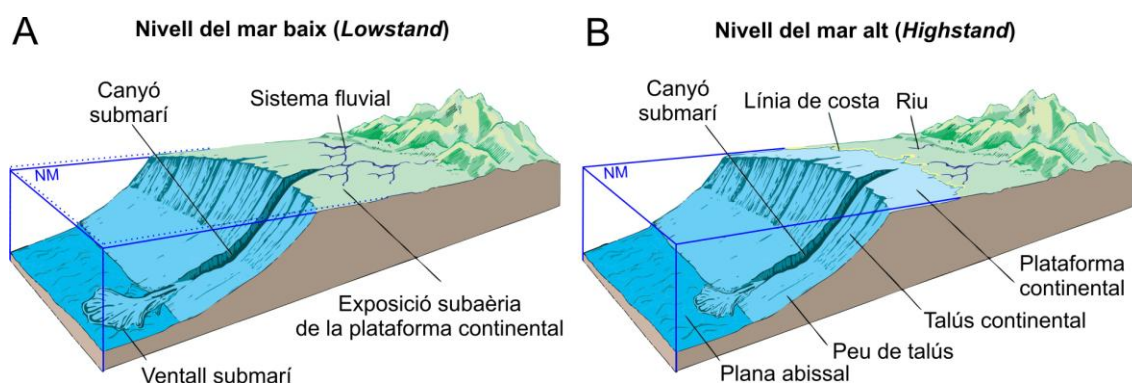 A
Nivell del mar baix (Lowstand)
Canyó
submarí
Sistema fluvial
NM
Exposició subaèria
de la plataforma continental
Ventall submarí
B
Nivell del mar alt (Highstand)
Canyó
submarí
Línia de costa
Riu
NM
Plataforma
continental
Talús continental
Peu de talús
Plana abissal